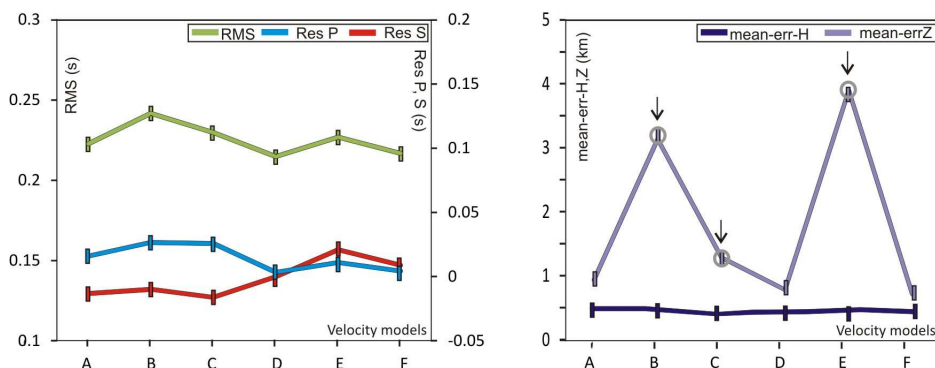 0.3
0.25
0.2
0.15
0.1
RMS (s)
RMS
Res P
Res S
0.2
0.15
0.1
0.05
0
-0.05
Res P, S (s)
Velocity models
A B C D E F
5
4
3
2
1
0
mean-err-H,Z (km)
mean-err-H
mean-errZ
Velocity models
A B C D E F